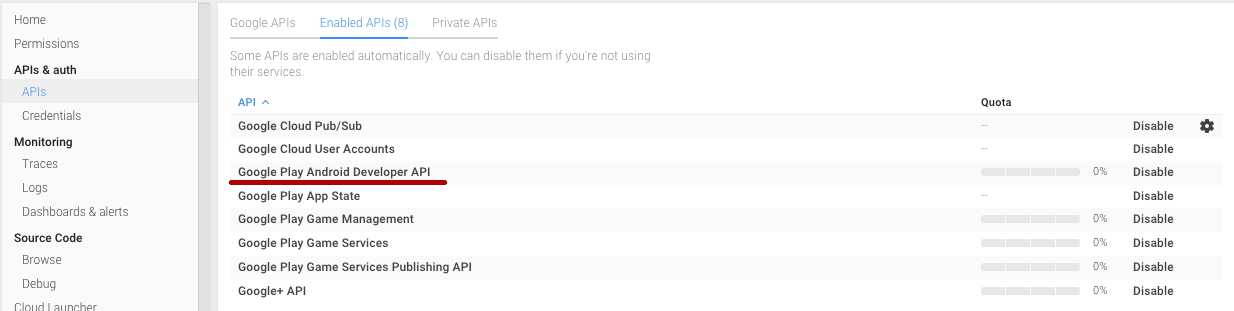 Home
Permissions
APIs & auth
APIs
Credentials
Monitoring
Traces
Logs
Dashboards & alerts
Source Code
Browse
Debug
Cloud Launcher
Google APIs Enabled APIs (8) Private APIs
Some APIs are enabled automatically. You can disable them if you're not using
their services.
API Quota
Google Cloud Pub/Sub -- Disable
Google Cloud User Accounts -- Disable
Google Play Android Developer API 0% Disable
Google Play App State -- Disable
Google Play Game Management 0% Disable
Google Play Game Services 0% Disable
Google Play Game Services Publishing API 0% Disable
Google+ API 0% Disable